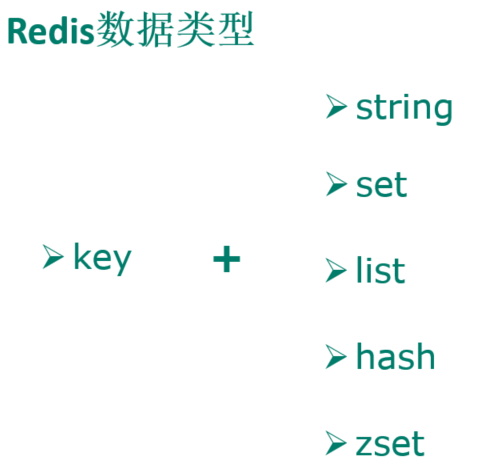 Redis数据类型
➢ string
➢ set
➢ key + ➢ list
➢ hash
➢ zset